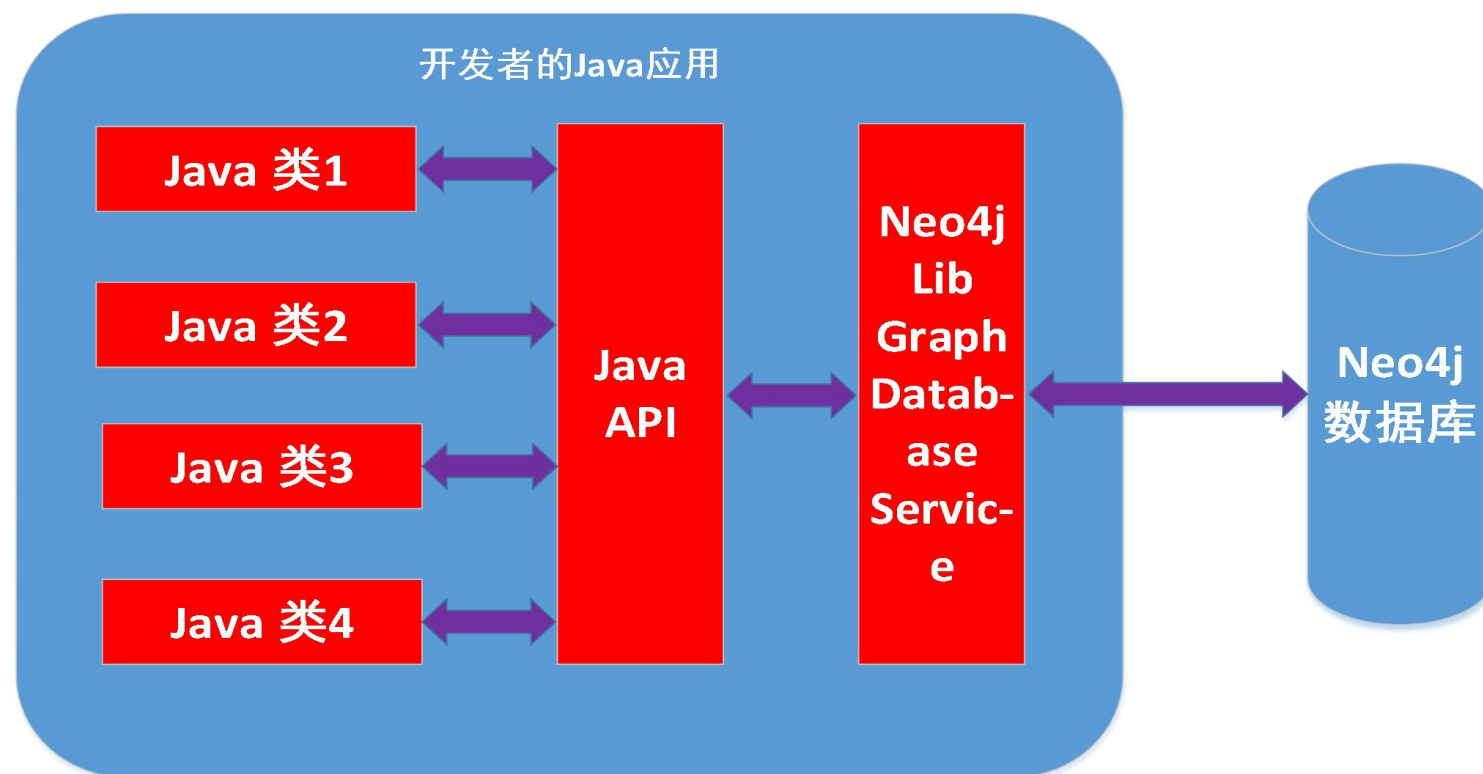 开发者的Java应用
Java 类1
Java 类2
Java 类3
Java 类4
Java
API
Neo4j
Lib
Graph
Datab-
ase
Servic-
e
Neo4j
数据库